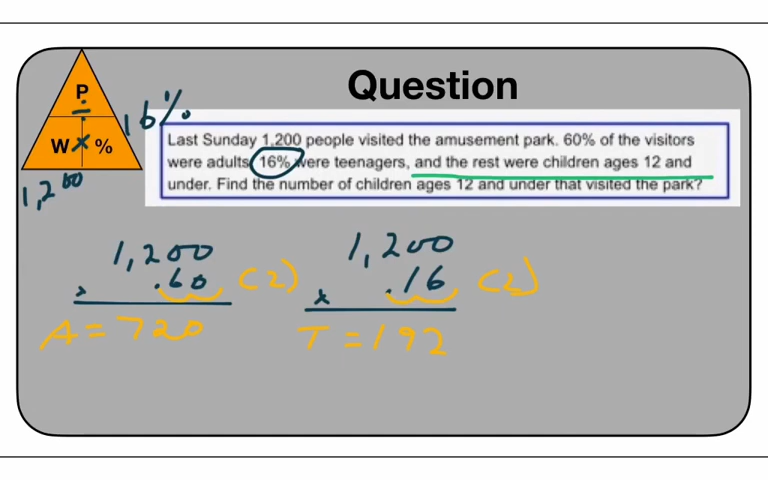 Question
P
÷
W × %
16%
1,200
Last Sunday 1,200 people visited the amusement park. 60% of the visitors
were adults 16% were teenagers, and the rest were children ages 12 and
under. Find the number of children ages 12 and under that visited the park?
1,200
× .60 (2)
A = 720
1,200
× .16 (2)
T = 192